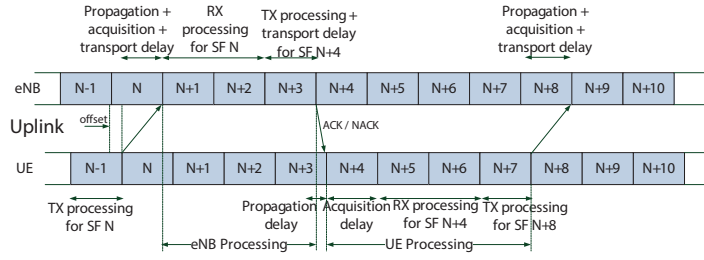 Propagation +
acquisition +
transport delay
RX
processing
for SF N
TX processing +
transport delay
for SF N+4
Propagation +
acquisition +
transport delay
eNB N-1 N N+1 N+2 N+3 N+4 N+5 N+6 N+7 N+8 N+9 N+10
Uplink
offset
ACK / NACK
UE N-1 N N+1 N+2 N+3 N+4 N+5 N+6 N+7 N+8 N+9 N+10
TX processing
for SF N
Propagation
delay
Acquisition
delay
RX processing
for SF N+4
TX processing
for SF N+8
eNB Processing
UE Processing